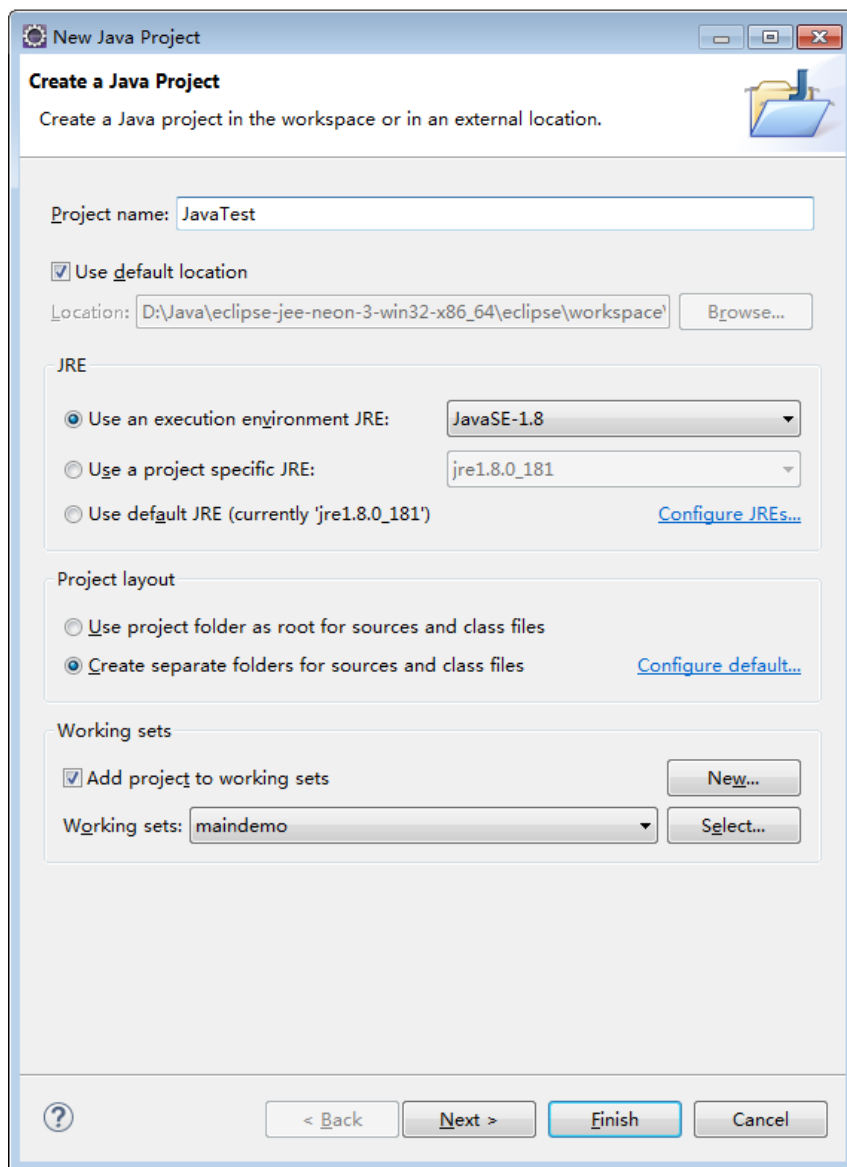 New Java Project
Create a Java Project
Create a Java project in the workspace or in an external location.
Project name: JavaTest
Use default location
Location: D:\Java\eclipse-jee-neon-3-win32-x86_64\eclipse\workspace\ Browse...
JRE
Use an execution environment JRE: JavaSE-1.8
Use a project specific JRE: jre1.8.0_181
Use default JRE (currently 'jre1.8.0_181') Configure JREs...
Project layout
Use project folder as root for sources and class files
Create separate folders for sources and class files Configure default...
Working sets
Add project to working sets New...
Working sets: maindemo Select...
? < Back Next > Finish Cancel